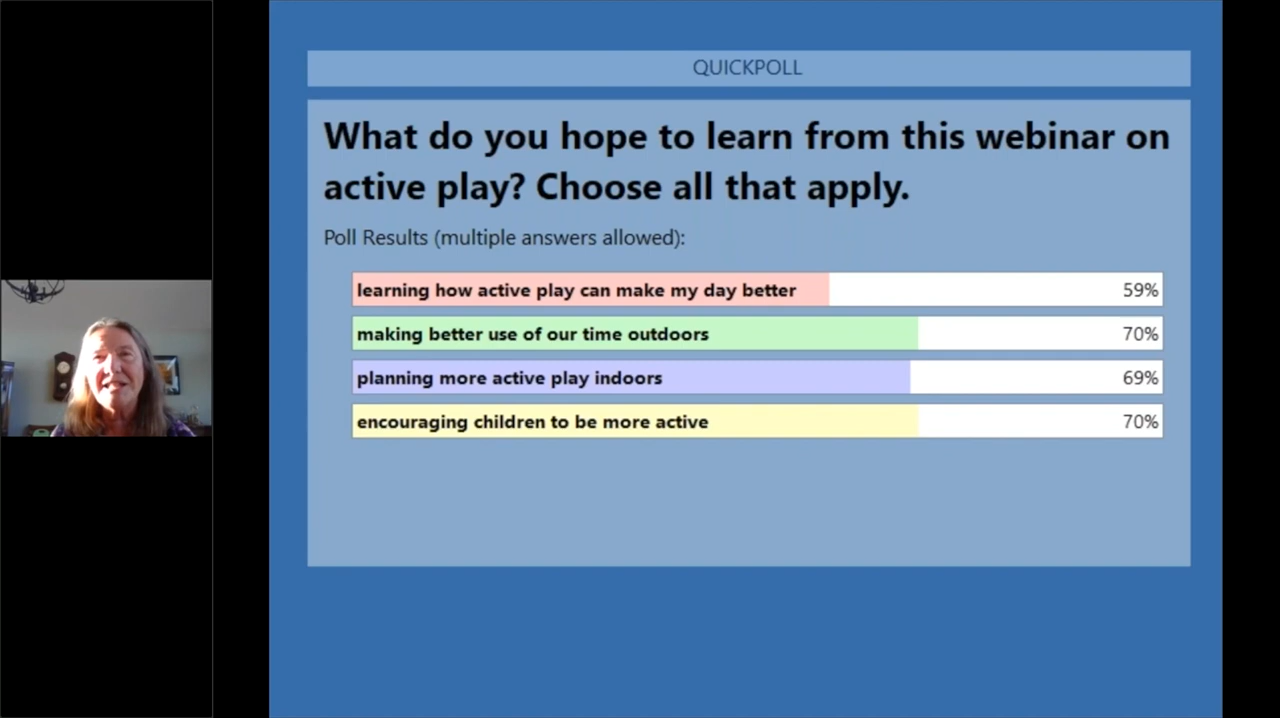 QUICKPOLL
What do you hope to learn from this webinar on
active play? Choose all that apply.
Poll Results (multiple answers allowed):
learning how active play can make my day better 59%
making better use of our time outdoors 70%
planning more active play indoors 69%
encouraging children to be more active 70%